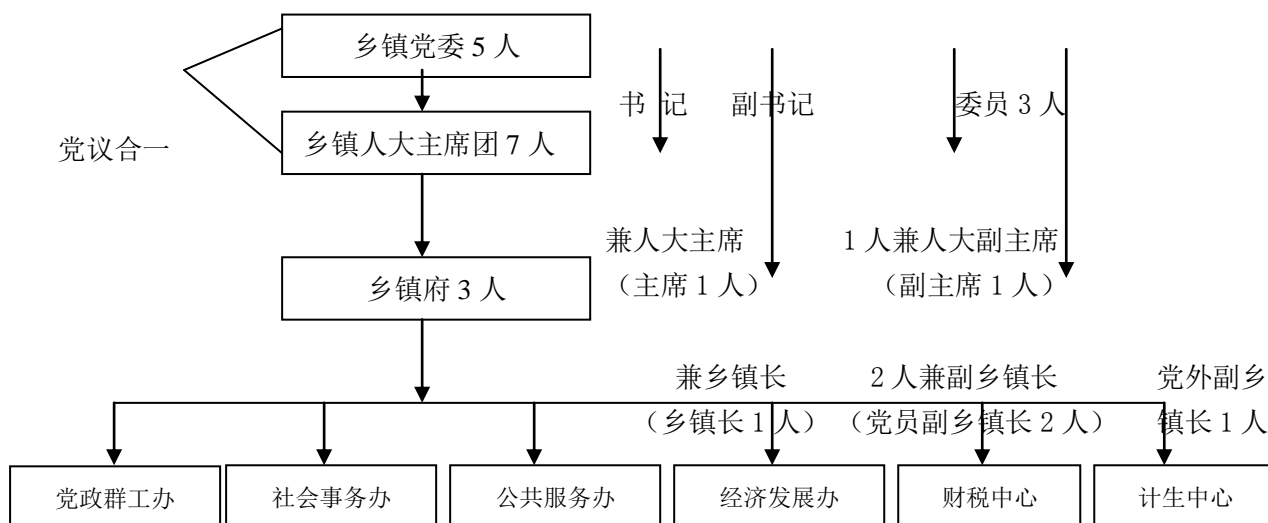 乡镇党委 5 人
书 记 副书记 委员 3 人
党议合一
乡镇人大主席团 7 人
兼人大主席 1 人兼人大副主席
（主席 1 人） （副主席 1 人）
乡镇府 3 人
兼乡镇长 2 人兼副乡镇长 党外副乡
（乡镇长 1 人） （党员副乡镇长 2 人） 镇长 1 人
党政群工办 社会事务办 公共服务办 经济发展办 财税中心 计生中心